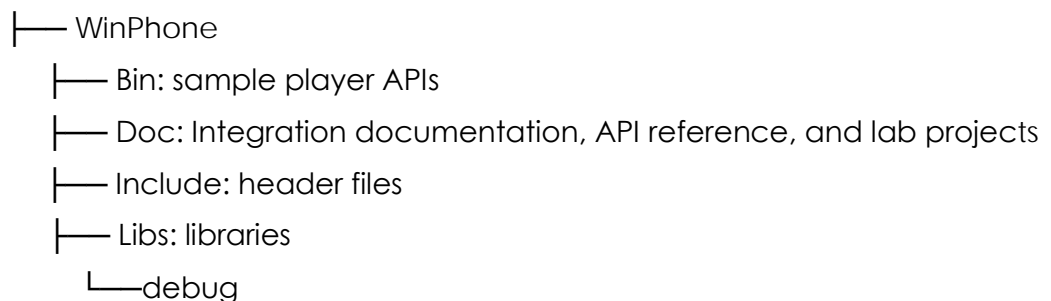 ├── WinPhone
├── Bin: sample player APIs
├── Doc: Integration documentation, API reference, and lab projects
├── Include: header files
├── Libs: libraries
└──debug